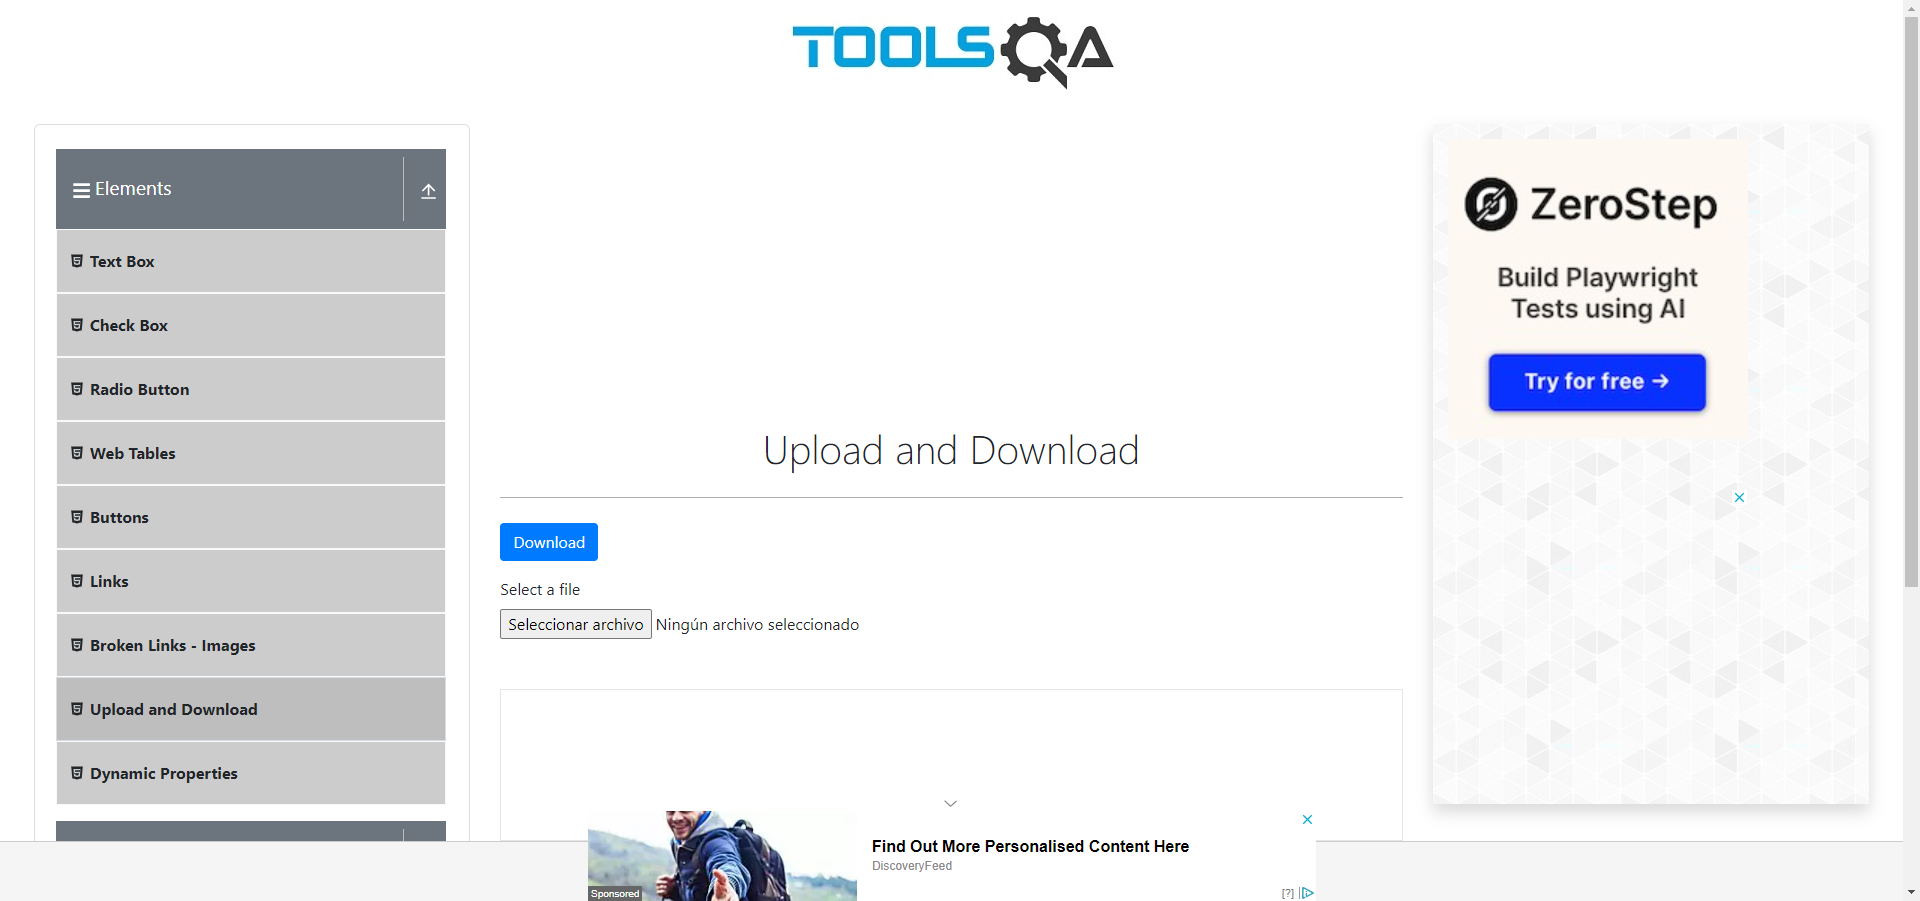 TOOLSQA
Elements
Text Box
Check Box
Radio Button
Web Tables
Buttons
Links
Broken Links - Images
Upload and Download
Dynamic Properties
Upload and Download
Download
Select a file
Seleccionar archivo Ningún archivo seleccionado
ZeroStep
Build Playwright
Tests using AI
Try for free →
Find Out More Personalised Content Here
DiscoveryFeed
Sponsored
[?]